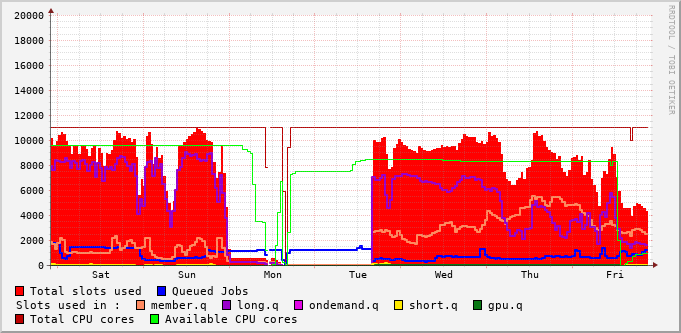 20000
18000
16000
14000
12000
10000
8000
6000
4000
2000
0
Sat Sun Mon Tue Wed Thu Fri
RRDTOOL / TOBI OETIKER
Total slots used Queued Jobs
Slots used in : member.q long.q ondemand.q short.q gpu.q
Total CPU cores Available CPU cores